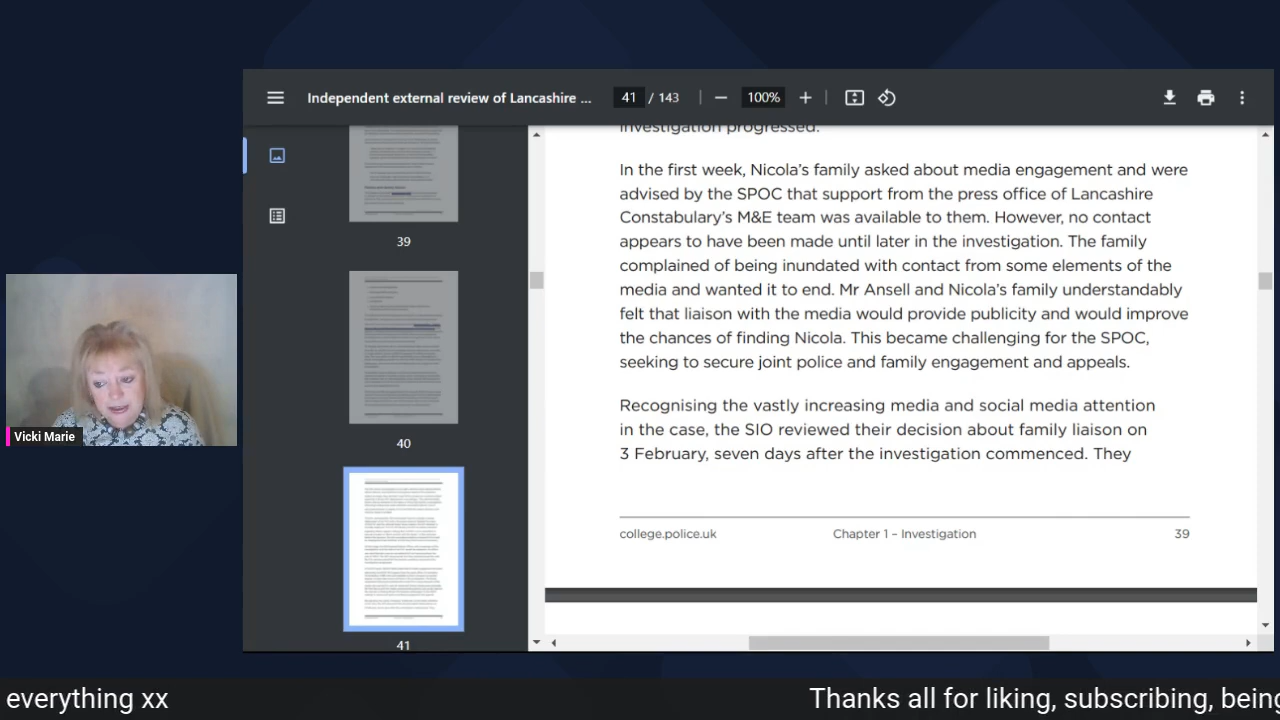 Independent external review of Lancashire ...
41 / 143
100%
investigation progressed.
In the first week, Nicola's family asked about media engagement and were
advised by the SPOC that support from the press office of Lancashire
Constabulary's M&E team was available to them. However, no contact
appears to have been made until later in the investigation. The family
complained of being inundated with contact from some elements of the
media and wanted it to end. Mr Ansell and Nicola's family understandably
felt that liaison with the media would provide publicity and would improve
the chances of finding Nicola. This became challenging for the SPOC,
seeking to secure joint police and family engagement and appeals.
Recognising the vastly increasing media and social media attention
in the case, the SIO reviewed their decision about family liaison on
3 February, seven days after the investigation commenced. They
college.police.uk
Chapter 1 – Investigation
39
39
40
41
Vicki Marie
everything xx
Thanks all for liking, subscribing, being